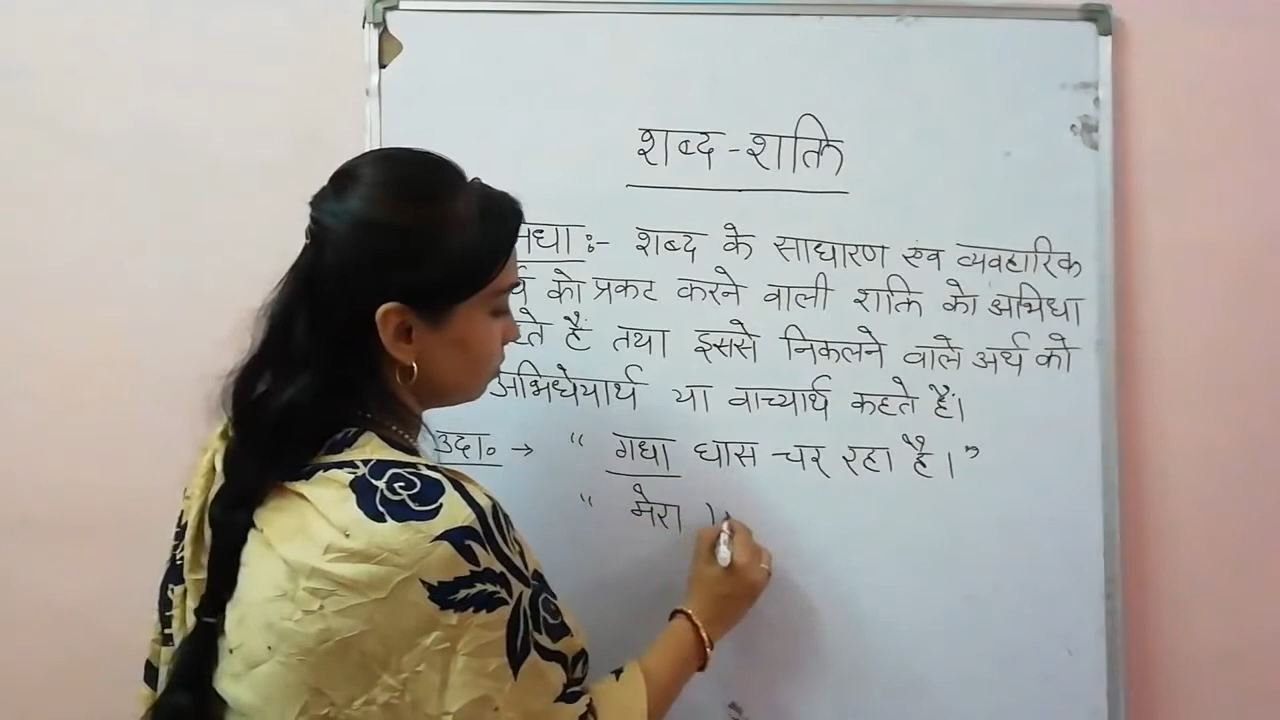 शब्द-शक्ति
:- शब्द के साधारण एंव व्यवहारिक
को प्रकट करने वाली शक्ति को अभिधा
हैं तथा इससे निकलने वाले अर्थ को
अभिधेयार्थ या वाच्यार्थ कहते हैं।
उदा० → “ गधा घास चर रहा है। ”
“ मेरा